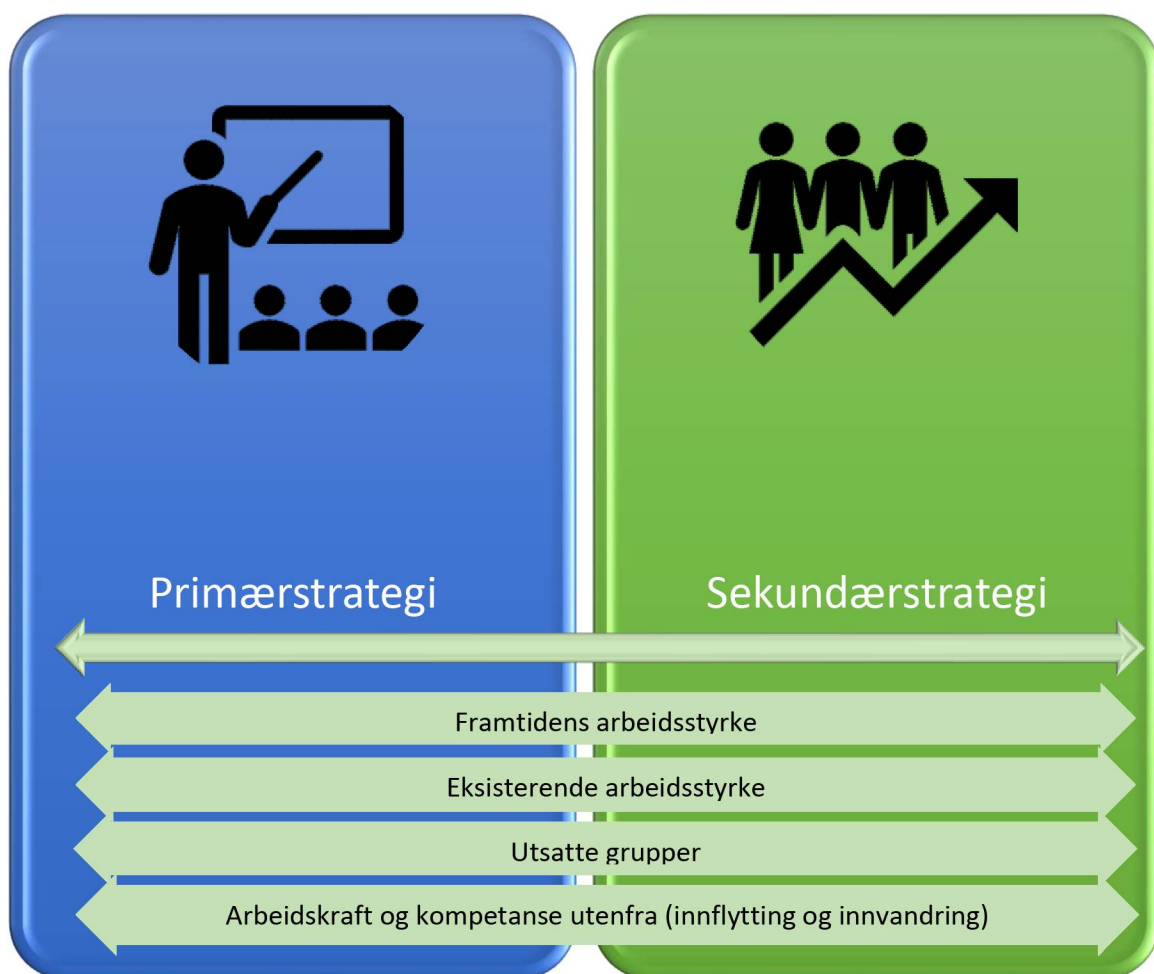 Primærstrategi
Sekundærstrategi
Framtidens arbeidsstyrke
Eksisterende arbeidsstyrke
Utsatte grupper
Arbeidskraft og kompetanse utenfra (innflytting og innvandring)